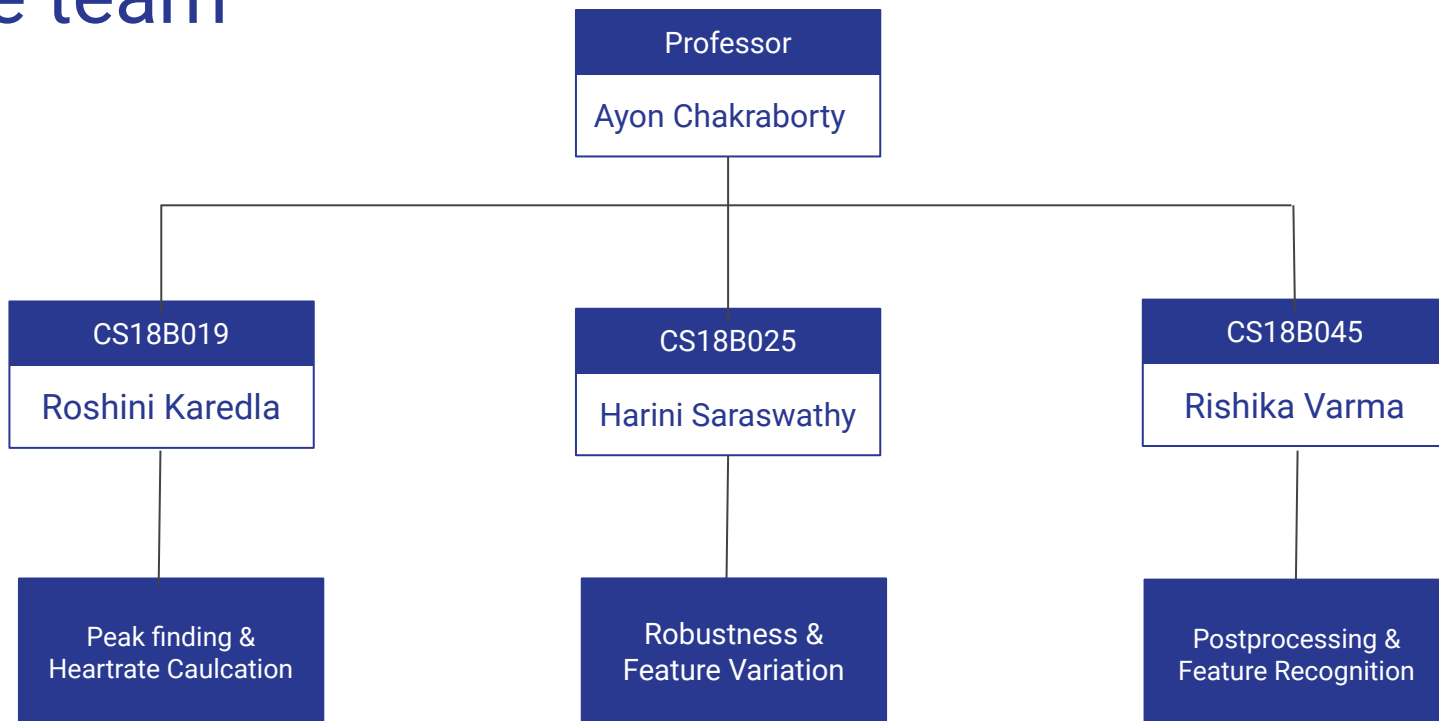 e team
Professor
Ayon Chakraborty
CS18B019
Roshini Karedla
CS18B025
Harini Saraswathy
CS18B045
Rishika Varma
Peak finding &
Heartrate Caulcation
Robustness &
Feature Variation
Postprocessing &
Feature Recognition